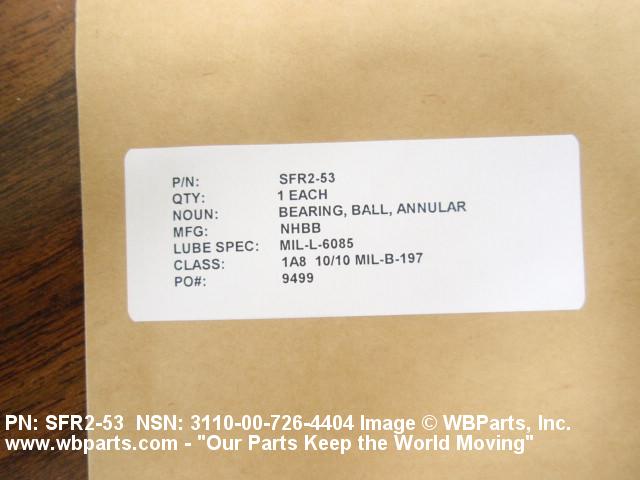 P/N: SFR2-53
QTY: 1 EACH
NOUN: BEARING, BALL, ANNULAR
MFG: NHBB
LUBE SPEC: MIL-L-6085
CLASS: 1A8 10/10 MIL-B-197
PO#: 9499
PN: SFR2-53 NSN: 3110-00-726-4404 Image © WBParts, Inc.
www.wbparts.com - "Our Parts Keep the World Moving"